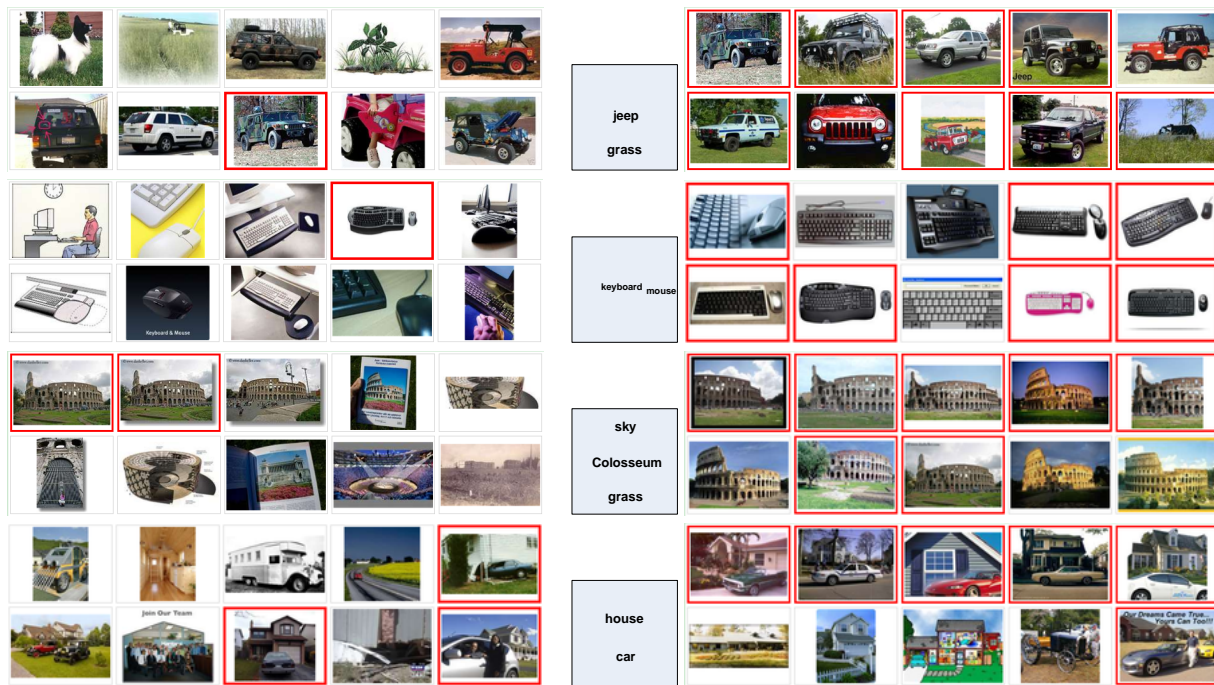 Jeep
jeep
grass
Keyboard & Mouse
keyboard mouse
sky
Colosseum
grass
Join Our Team
house
car
Our Dreams Came True...
Yours Can Too!!!